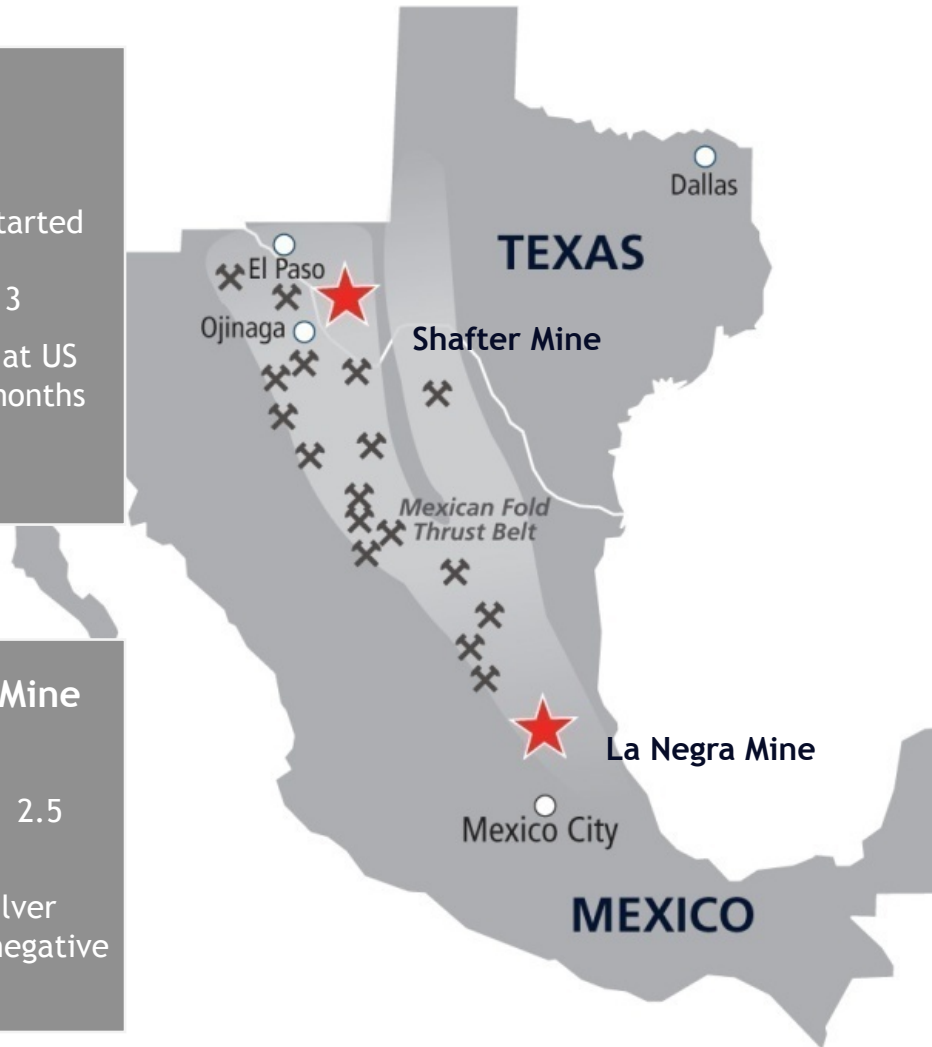 tarted
3
at US
months
Mine
2.5
lver
negative
Dallas
TEXAS
El Paso
Ojinaga
Shafter Mine
Mexican Fold
Thrust Belt
La Negra Mine
Mexico City
MEXICO